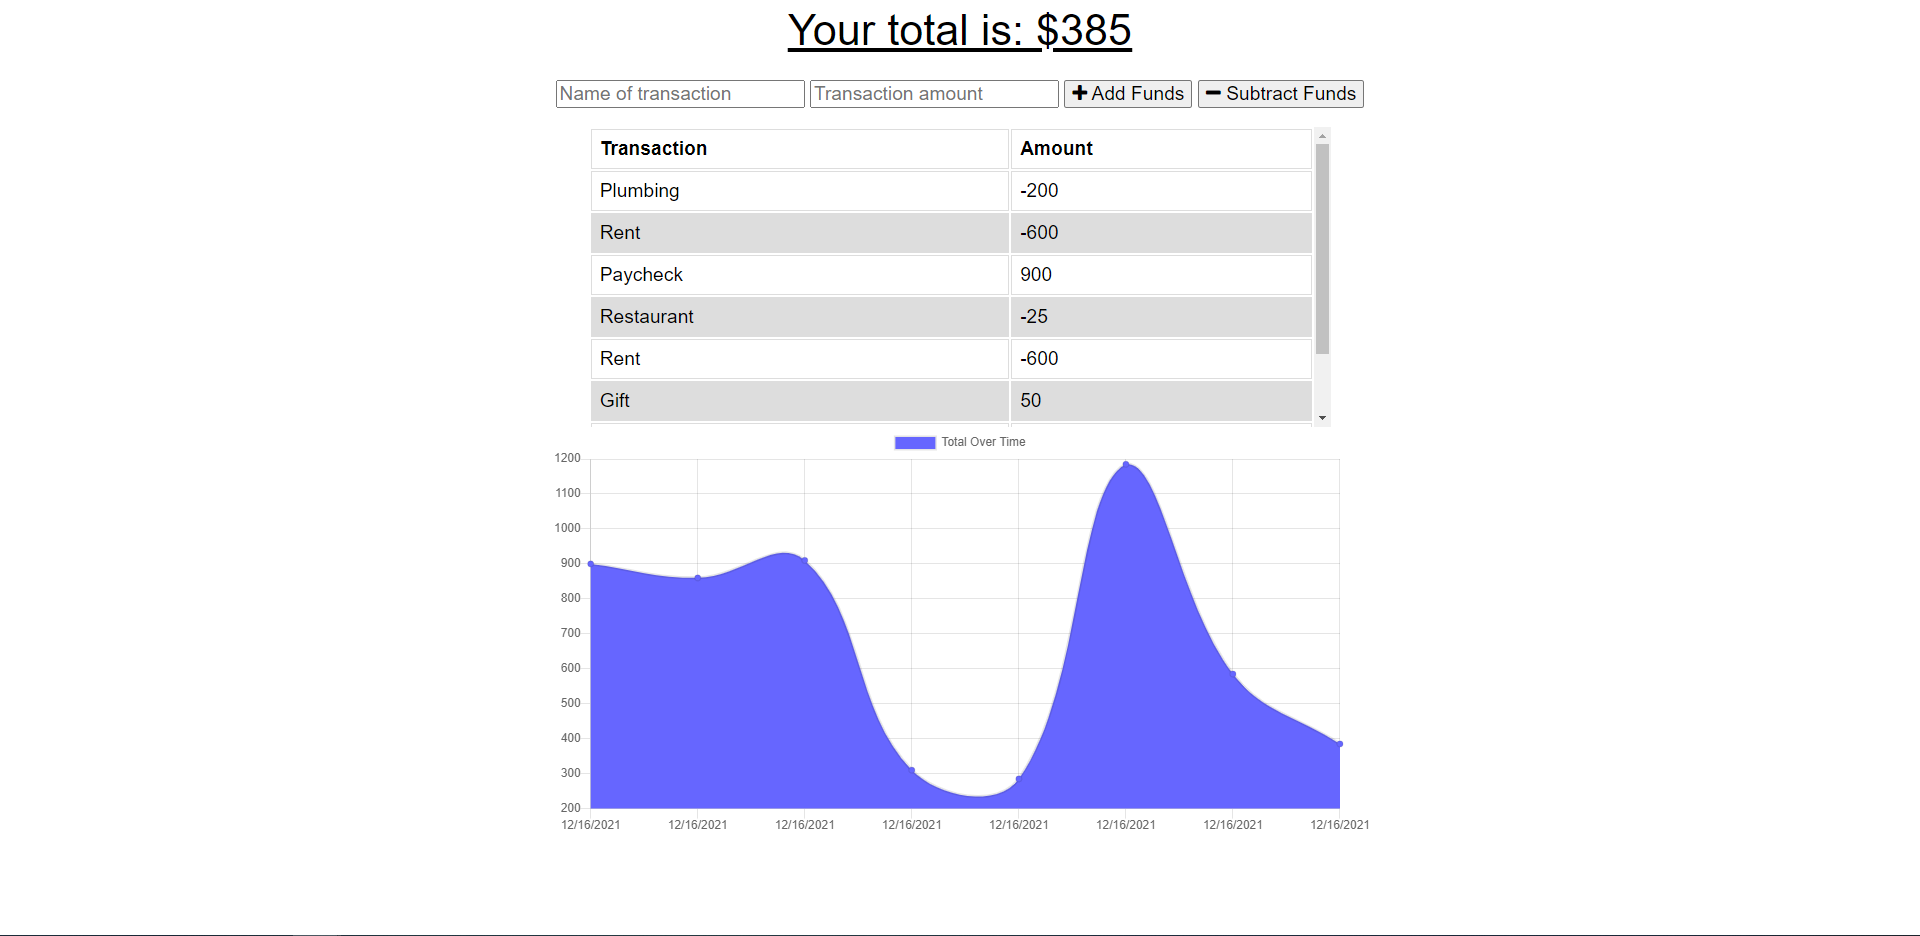 Your total is: $385
Name of transaction Transaction amount Add Funds Subtract Funds
Transaction Amount
Plumbing -200
Rent -600
Paycheck 900
Restaurant -25
Rent -600
Gift 50
Total Over Time
1200
1100
1000
900
800
700
600
500
400
300
200
12/16/2021 12/16/2021 12/16/2021 12/16/2021 12/16/2021 12/16/2021 12/16/2021 12/16/2021